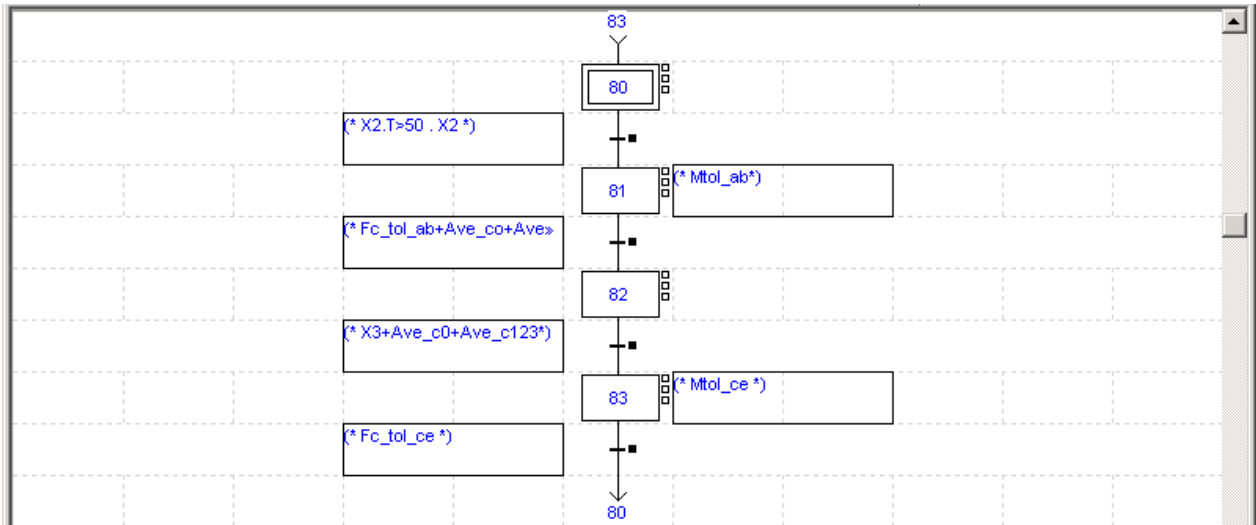 83
80
(* X2.T>50 . X2 *)
81
(* Mtol_ab*)
(* Fc_tol_ab+Ave_co+Ave»
82
(* X3+Ave_c0+Ave_c123*)
83
(* Mtol_ce *)
(* Fc_tol_ce *)
80